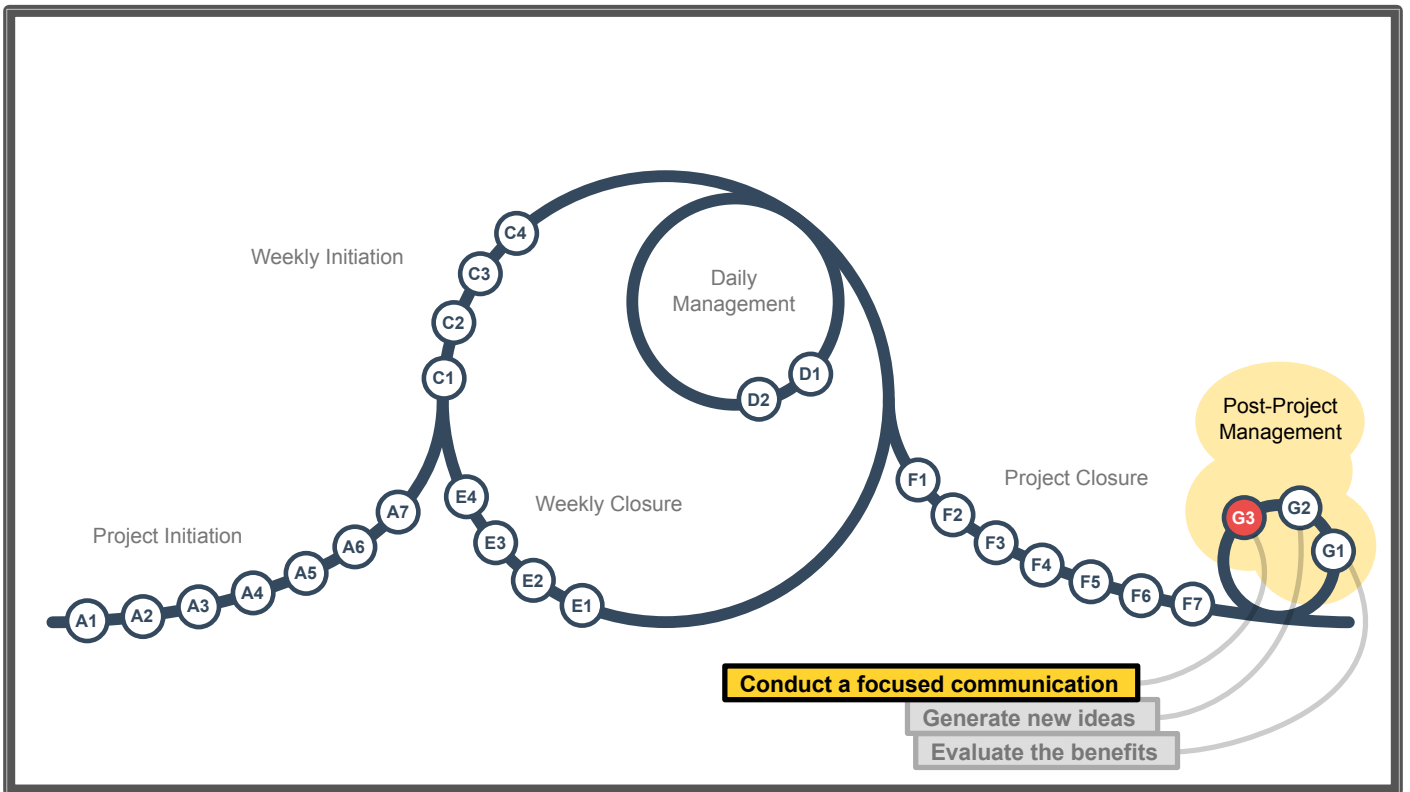 Weekly Initiation
C4
C3
C2
C1
Daily
Management
D1
D2
Post-Project
Management
Project Initiation
A1
A2
A3
A4
A5
A6
A7
Weekly Closure
E4
E3
E2
E1
Project Closure
F1
F2
F3
F4
F5
F6
F7
G3
G2
G1
Conduct a focused communication
Generate new ideas
Evaluate the benefits